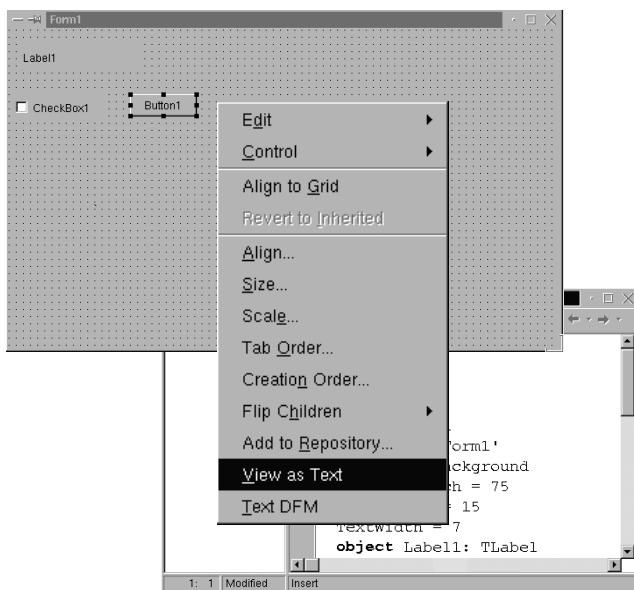 Form1
Label1
CheckBox1
Button1
Edit
Control
Align to Grid
Revert to Inherited
Align...
Size...
Scale...
Tab Order...
Creation Order...
Flip Children
Add to Repository...
View as Text
Text DFM
= 75
= 15
TextWidth = 7
object Label1: TLabel
1: 1 Modified Insert